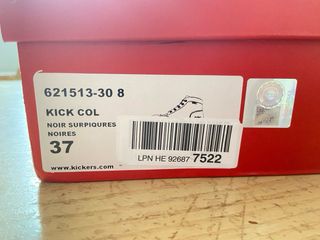 621513-30 8
KICK COL
NOIR SURPIQURES
NOIRES
37
www.kickers.com
LPN HE 92687 7522